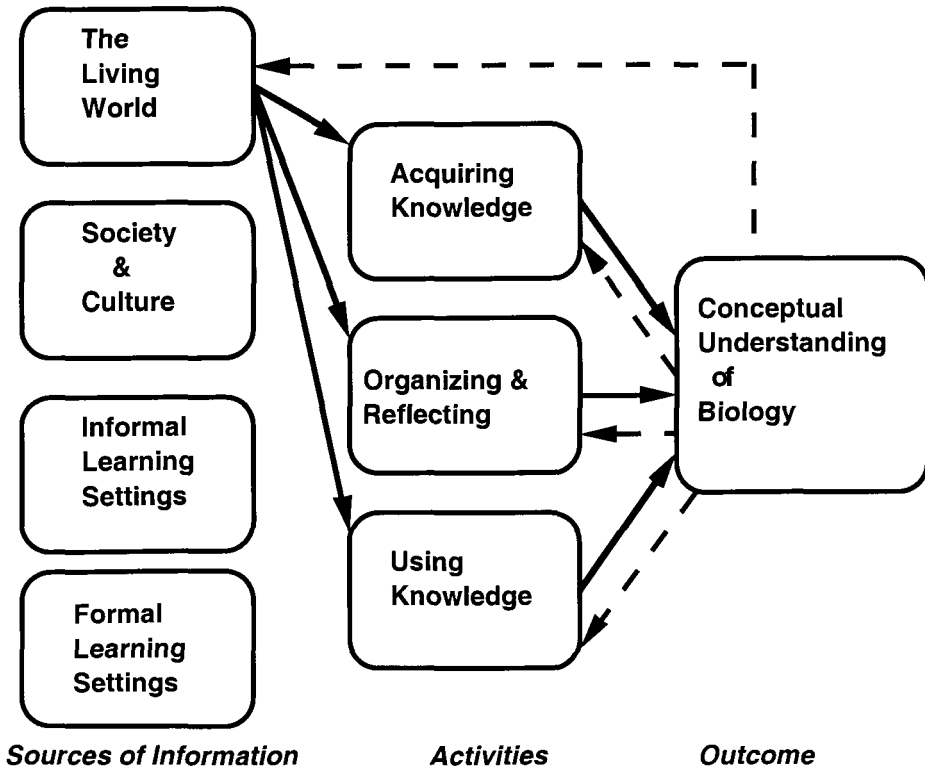 The
Living
World
Society
&
Culture
Informal
Learning
Settings
Formal
Learning
Settings
Acquiring
Knowledge
Organizing &
Reflecting
Using
Knowledge
Conceptual
Understanding
of
Biology
Sources of Information
Activities
Outcome